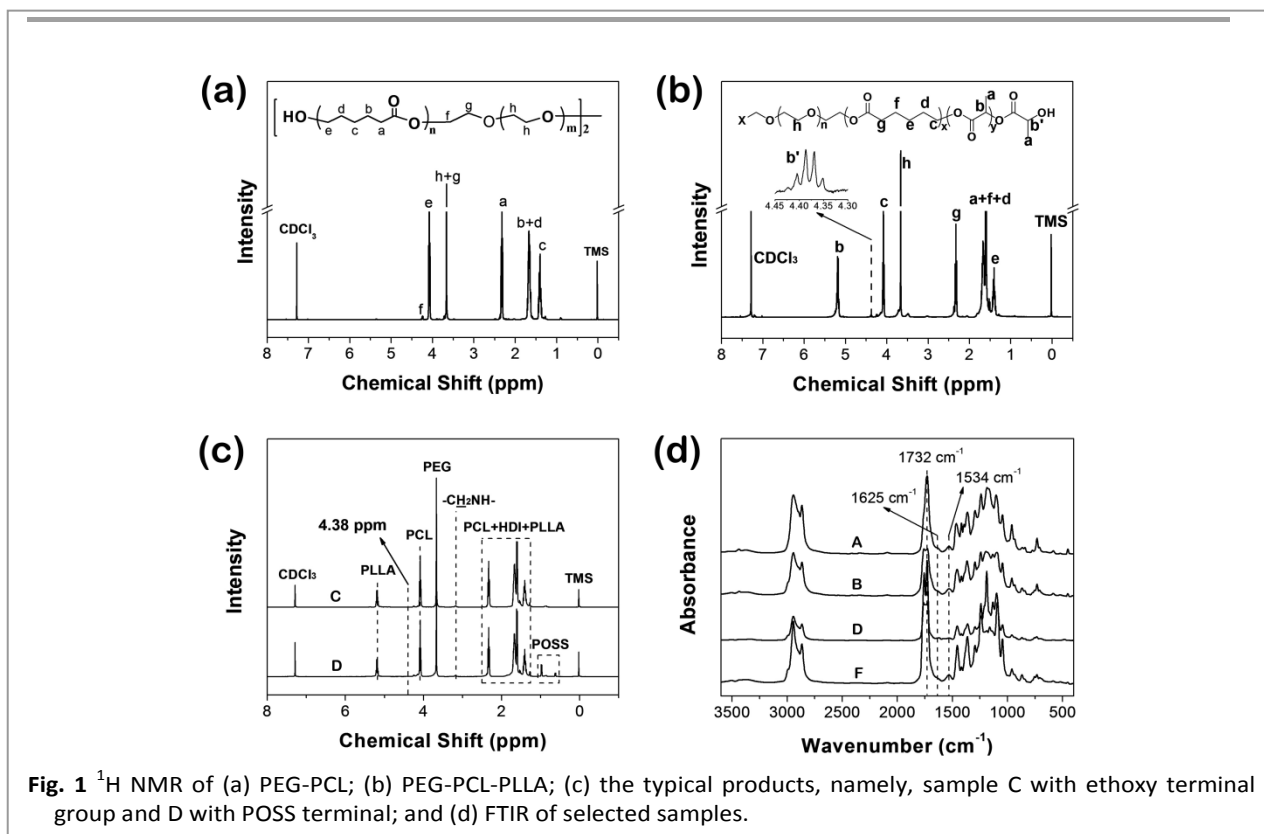 (a)
HO
d
b
O
e
c
a
O
n
f
g
O
h
h
O
m
2
Intensity
CDCl₃
f
e
h+g
a
b+d
c
TMS
8 7 6 5 4 3 2 1 0
Chemical Shift (ppm)
(b)
X
O
h
O
n
O
O
g
f
e
d
c
x
O
b
a
O
y
O
O
b'
OH
a
Intensity
b'
4.45 4.40 4.35 4.30
CDCl₃
b
c
h
g
a+f+d
e
TMS
8 7 6 5 4 3 2 1 0
Chemical Shift (ppm)
(c)
Intensity
PEG
-CH₂NH-
4.38 ppm
PCL
PCL+HDI+PLLA
CDCl₃
PLLA
TMS
C
POSS
D
8 6 4 2 0
Chemical Shift (ppm)
(d)
Absorbance
1732 cm⁻¹
1625 cm⁻¹
1534 cm⁻¹
A
B
D
F
3500 3000 2500 2000 1500 1000 500
Wavenumber (cm⁻¹)
Fig. 1 ¹H NMR of (a) PEG-PCL; (b) PEG-PCL-PLLA; (c) the typical products, namely, sample C with ethoxy terminal
group and D with POSS terminal; and (d) FTIR of selected samples.